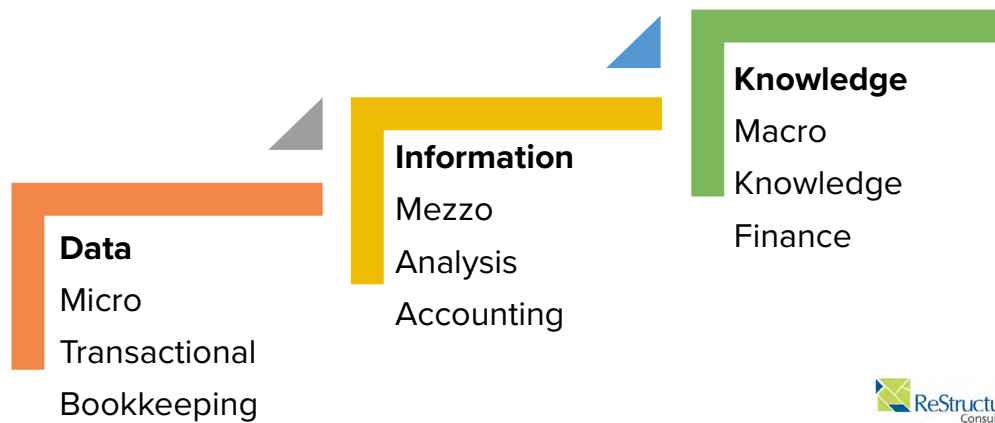 Data
Micro
Transactional
Bookkeeping
Information
Mezzo
Analysis
Accounting
Knowledge
Macro
Knowledge
Finance